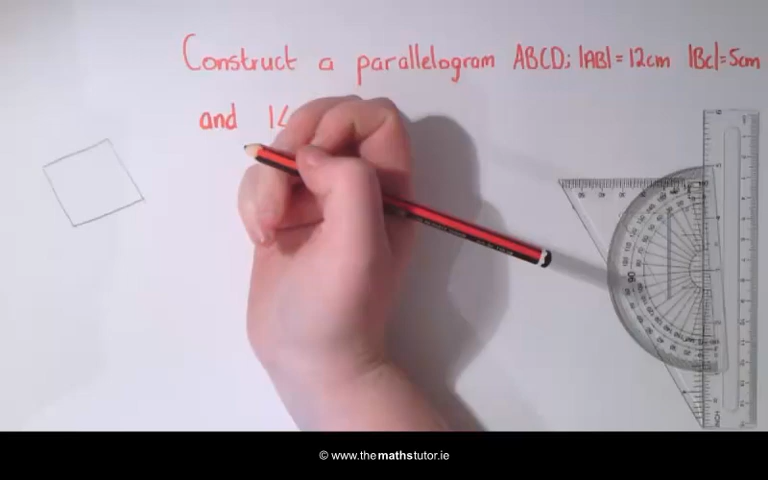 Construct a parallelogram ABCD; |AB| = 12cm |BC| = 5cm
and |<
© www.themathstutor.ie